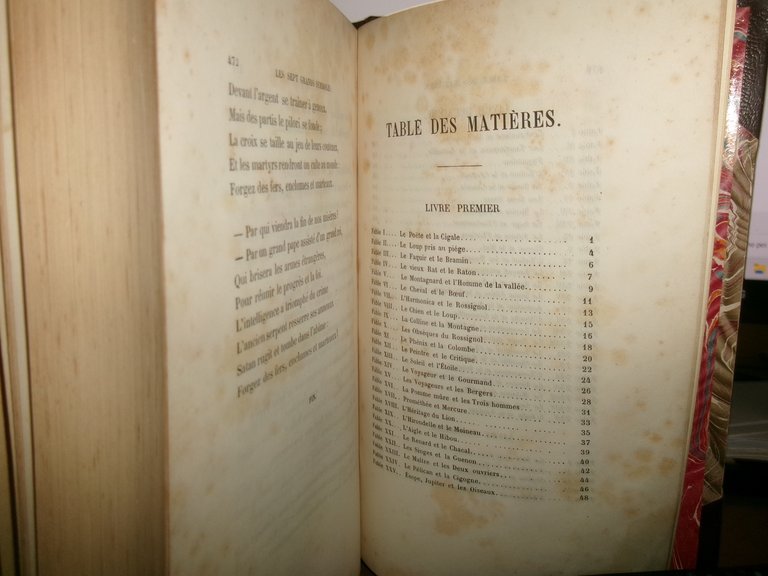 472
LES SEPT GRANDS SYMBOLES
Devant l'argent se traîner à genoux,
Mais des partis le pilori se fonde;
La croix se taille au jeu de leurs couteaux,
Et les martyrs rendront un culte au monde.
Forgez des fers, enclumes et marteaux.
— Par qui viendra la fin de nos misères?
— Par un grand pape assisté d'un grand roi,
Qui brisera les armes étrangères,
Pour réunir le progrès et la foi.
L'intelligence a triomphé du crime
L'ancien serpent resserre ses anneaux
Satan rugit et tombe dans l'abîme:
Forgez des fers, enclumes et marteaux!
FIN.
TABLE DES MATIÈRES.
LIVRE PREMIER
Fable I.... Le Poëte et la Cigale.... 1
Fable II.... Le Loup pris au piége.... 4
Fable III... Le Faquir et le Bramin.... 6
Fable IV... Le vieux Rat et le Raton.... 7
Fable V.... Le Montagnard et l'Homme de la vallée.... 9
Fable VI... Le Cheval et le Bœuf.... 11
Fable VII... L'Harmonica et le Rossignol.... 13
Fable VIII.. Le Chien et le Loup.... 15
Fable IX... La Colline et la Montagne.... 16
Fable X.... Les Obsèques du Rossignol.... 18
Fable XI... Le Phénix et la Colombe.... 20
Fable XII... Le Peintre et le Critique.... 22
Fable XIII.. Le Soleil et l'Étoile.... 24
Fable XIV.. Le Voyageur et le Gourmand.... 26
Fable XV... Les Voyageurs et les Bergers.... 28
Fable XVI.. La Pomme mûre et les Trois hommes.... 31
Fable XVII.. Prométhée et Mercure.... 33
Fable XVIII. L'Héritage du Lion.... 35
Fable XIX.. L'Hirondelle et le Moineau.... 37
Fable XX... L'Aigle et le Hibou.... 39
Fable XXI.. Le Renard et le Chacal.... 40
Fable XXII.. Les Singes et la Guenon.... 42
Fable XXIII. Le Maître et les Deux ouvriers.... 44
Fable XXIV. Le Pélican et la Cigogne.... 46
Fable XXV.. Ésope, Jupiter et les Oiseaux.... 48